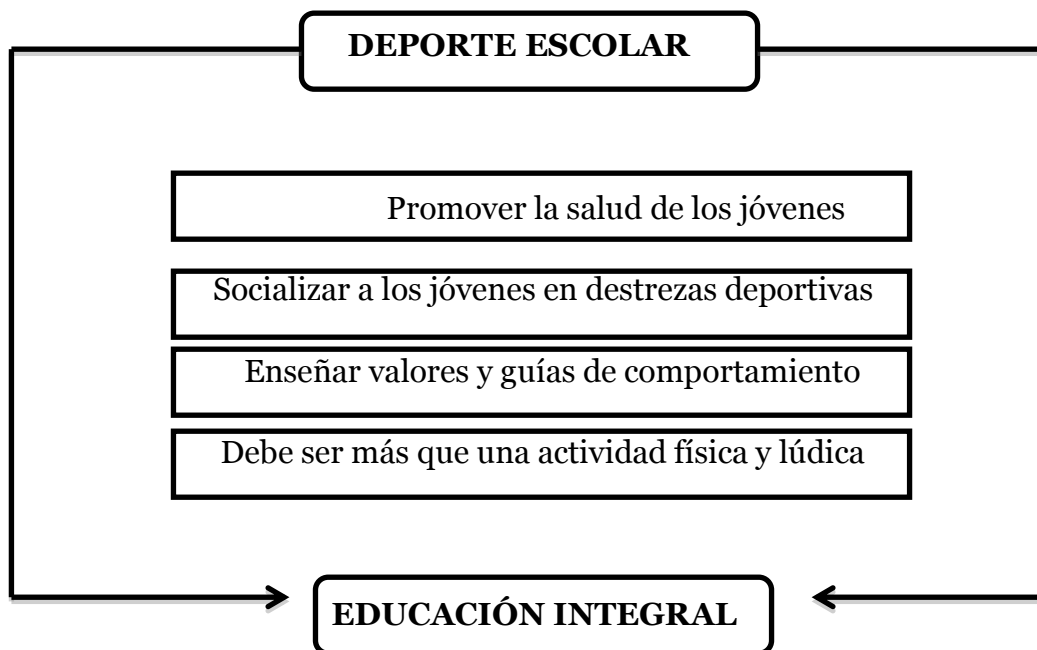 DEPORTE ESCOLAR
Promover la salud de los jóvenes
Socializar a los jóvenes en destrezas deportivas
Enseñar valores y guías de comportamiento
Debe ser más que una actividad física y lúdica
EDUCACIÓN INTEGRAL